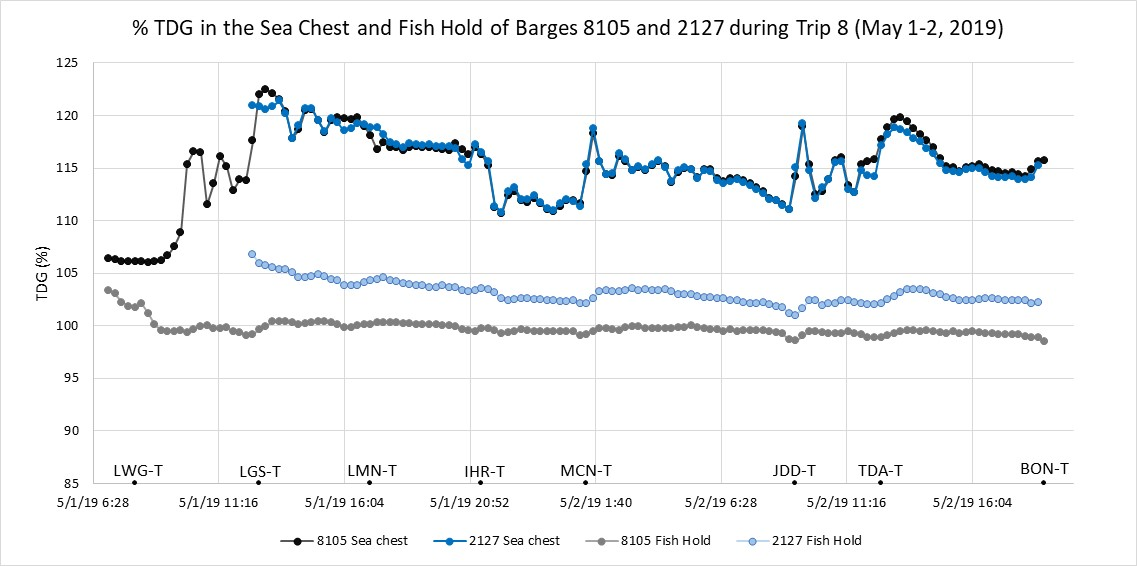 % TDG in the Sea Chest and Fish Hold of Barges 8105 and 2127 during Trip 8 (May 1-2, 2019)
125
120
115
110
105
100
95
90
85
TDG (%)
LWG-T LGS-T LMN-T IHR-T MCN-T JDD-T TDA-T BON-T
5/1/19 6:28 5/1/19 11:16 5/1/19 16:04 5/1/19 20:52 5/2/19 1:40 5/2/19 6:28 5/2/19 11:16 5/2/19 16:04
8105 Sea chest 2127 Sea chest 8105 Fish Hold 2127 Fish Hold